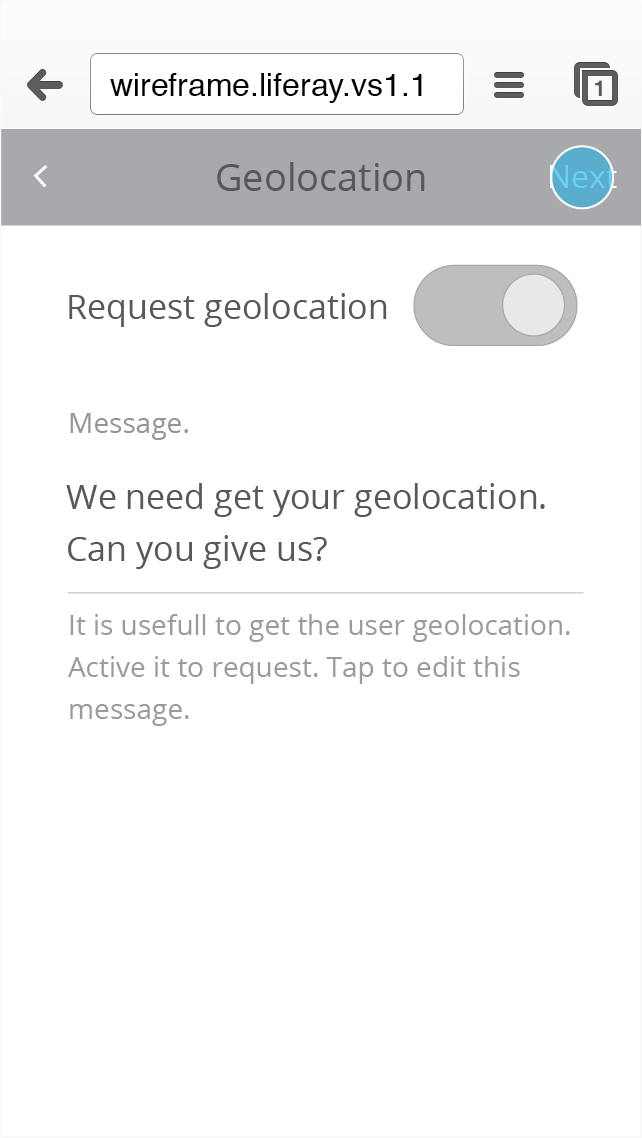 wireframe.liferay.vs1.1
1
Geolocation
Next
Request geolocation
Message.
We need get your geolocation.
Can you give us?
It is usefull to get the user geolocation.
Active it to request. Tap to edit this
message.